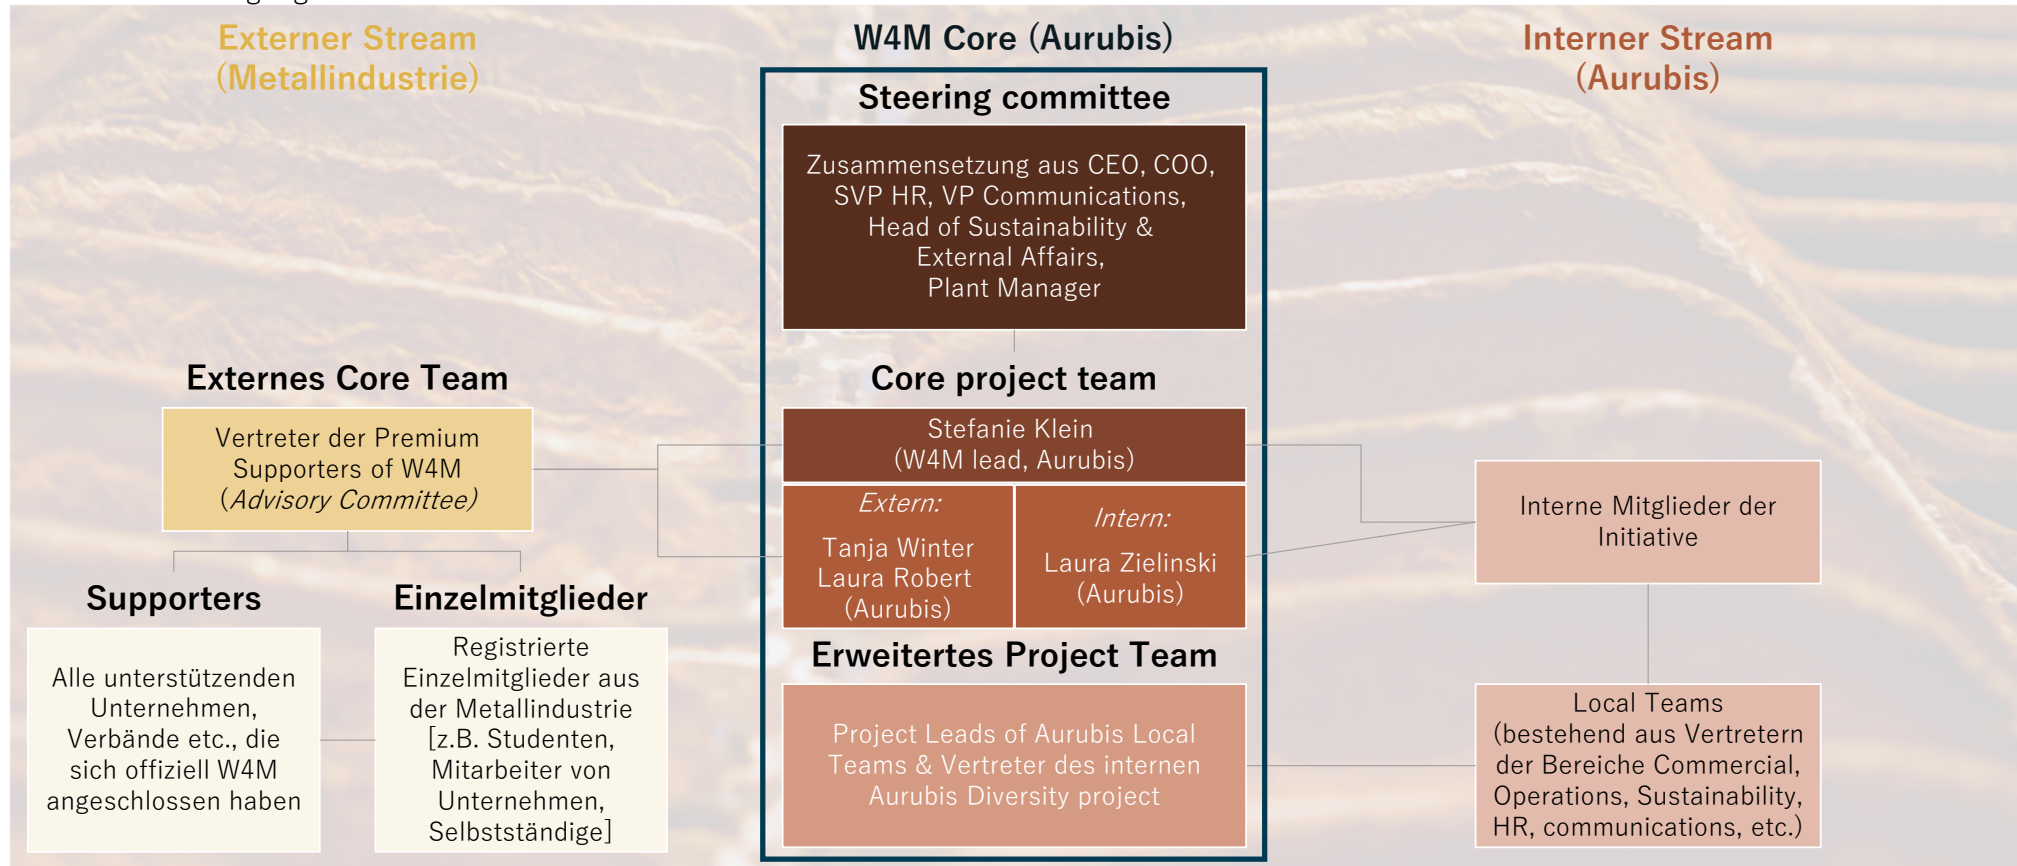 Externer Stream
(Metallindustrie)
W4M Core (Aurubis)
Interner Stream
(Aurubis)
Steering committee
Zusammensetzung aus CEO, COO,
SVP HR, VP Communications,
Head of Sustainability &
External Affairs,
Plant Manager
Externes Core Team
Vertreter der Premium
Supporters of W4M
(Advisory Committee)
Core project team
Stefanie Klein
(W4M lead, Aurubis)
Extern:
Tanja Winter
Laura Robert
(Aurubis)
Intern:
Laura Zielinski
(Aurubis)
Interne Mitglieder der
Initiative
Supporters
Alle unterstützenden
Unternehmen,
Verbände etc., die
sich offiziell W4M
angeschlossen haben
Einzelmitglieder
Registrierte
Einzelmitglieder aus
der Metallindustrie
[z.B. Studenten,
Mitarbeiter von
Unternehmen,
Selbstständige]
Erweitertes Project Team
Project Leads of Aurubis Local
Teams & Vertreter des internen
Aurubis Diversity project
Local Teams
(bestehend aus Vertretern
der Bereiche Commercial,
Operations, Sustainability,
HR, communications, etc.)